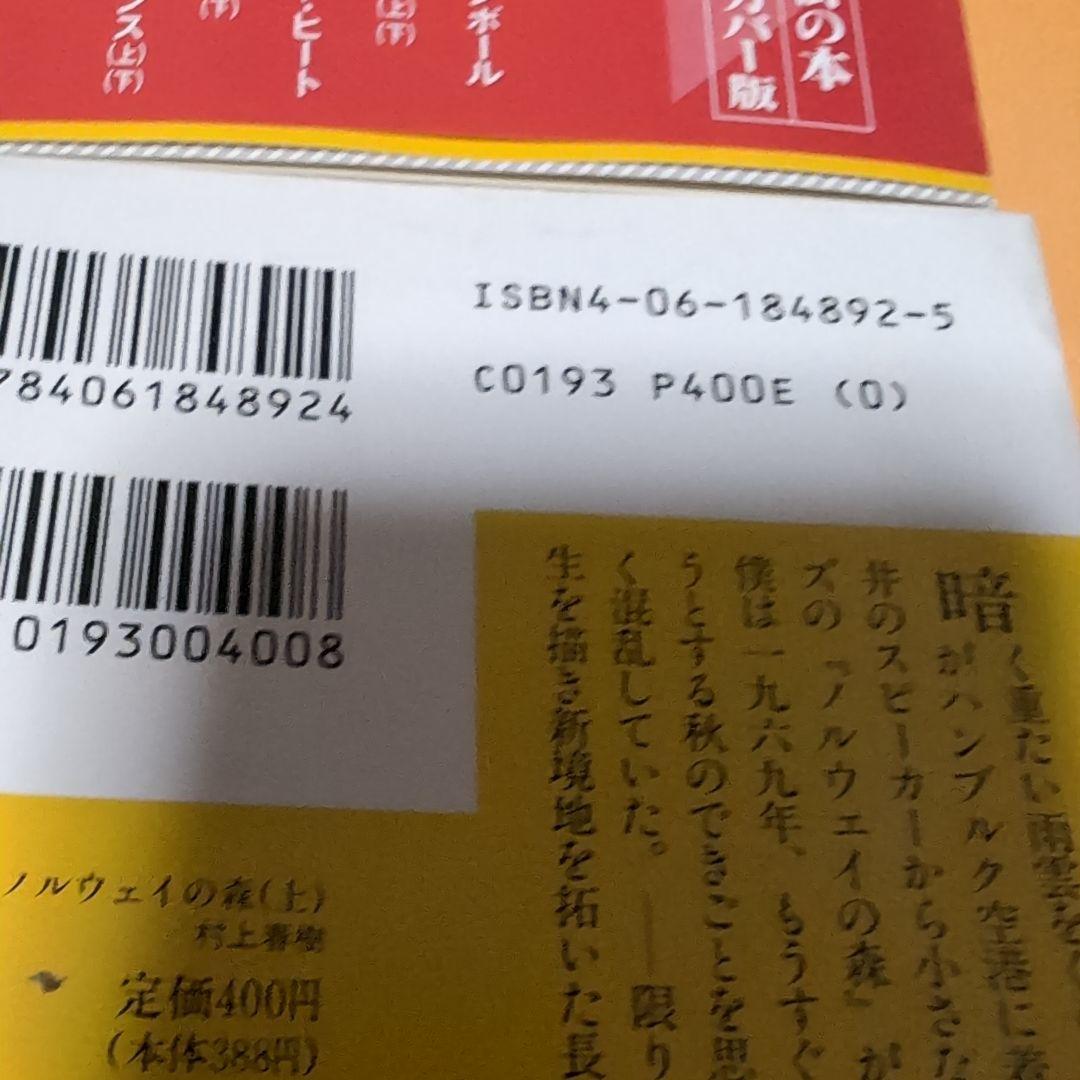 の本
カバー版
ンボール
(上)(下)
・ヒート
(下)
ンス(上)(下)
ISBN4-06-184892-5
C0193 P400E (0)
784061848924
0193004008
暗く重たい雨雲をく
がハンブルク空港に着
井のスピーカーから小さな
ズの『ノルウェイの森』が
僕は一九六九年、もうすぐ
うとする秋のできごとを思
く混乱していた。――限り
生を描き新境地を拓いた長
ノルウェイの森(上)
村上春樹
定価400円
(本体388円)